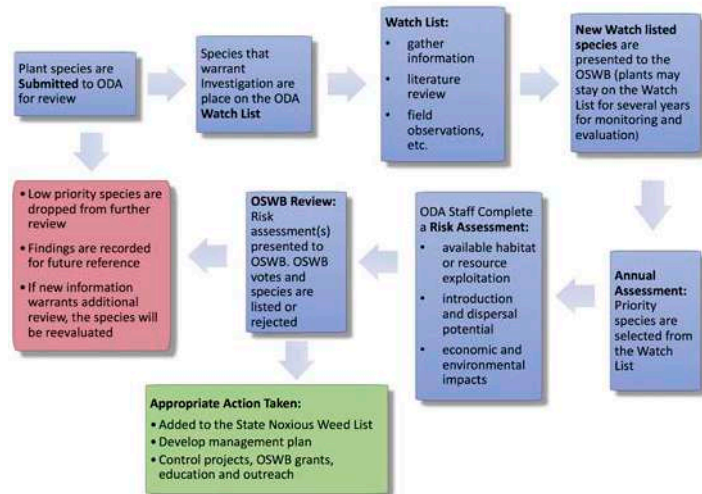 Plant species are
Submitted to ODA
for review
Species that
warrant
Investigation are
place on the ODA
Watch List
Watch List:
• gather
information
• literature
review
• field
observations,
etc.
New Watch listed
species are
presented to the
OSWB (plants may
stay on the Watch
List for several years
for monitoring and
evaluation)
Annual
Assessment:
Priority
species are
selected from
the Watch
List
ODA Staff Complete
a Risk Assessment:
• available habitat
or resource
exploitation
• introduction
and dispersal
potential
• economic and
environmental
impacts
OSWB Review:
Risk
assessment(s)
presented to
OSWB. OSWB
votes and
species are
listed or
rejected
• Low priority species are
dropped from further
review
• Findings are recorded
for future reference
• If new information
warrants additional
review, the species will
be reevaluated
Appropriate Action Taken:
• Added to the State Noxious Weed List
• Develop management plan
• Control projects, OSWB grants,
education and outreach